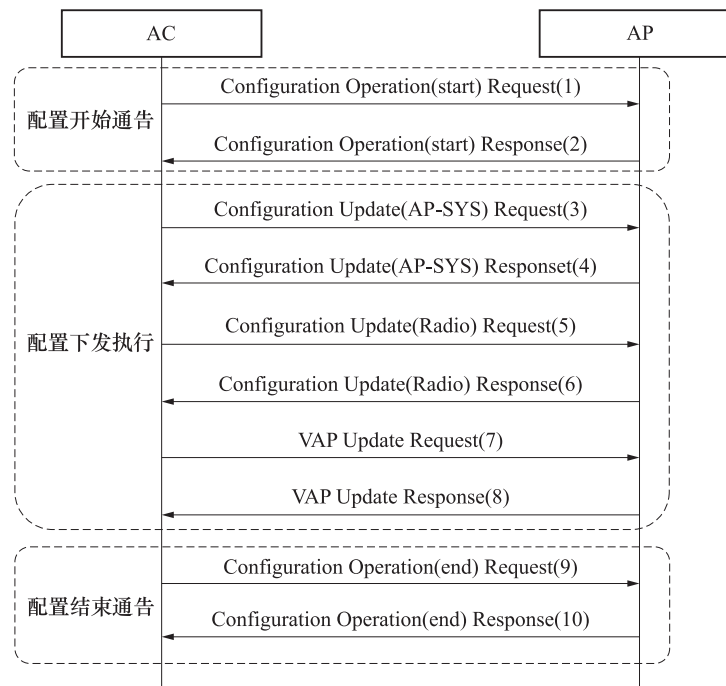 AC
AP
Configuration Operation(start) Request(1)
配置开始通告
Configuration Operation(start) Response(2)
Configuration Update(AP-SYS) Request(3)
Configuration Update(AP-SYS) Responset(4)
Configuration Update(Radio) Request(5)
配置下发执行
Configuration Update(Radio) Response(6)
VAP Update Request(7)
VAP Update Response(8)
Configuration Operation(end) Request(9)
配置结束通告
Configuration Operation(end) Response(10)